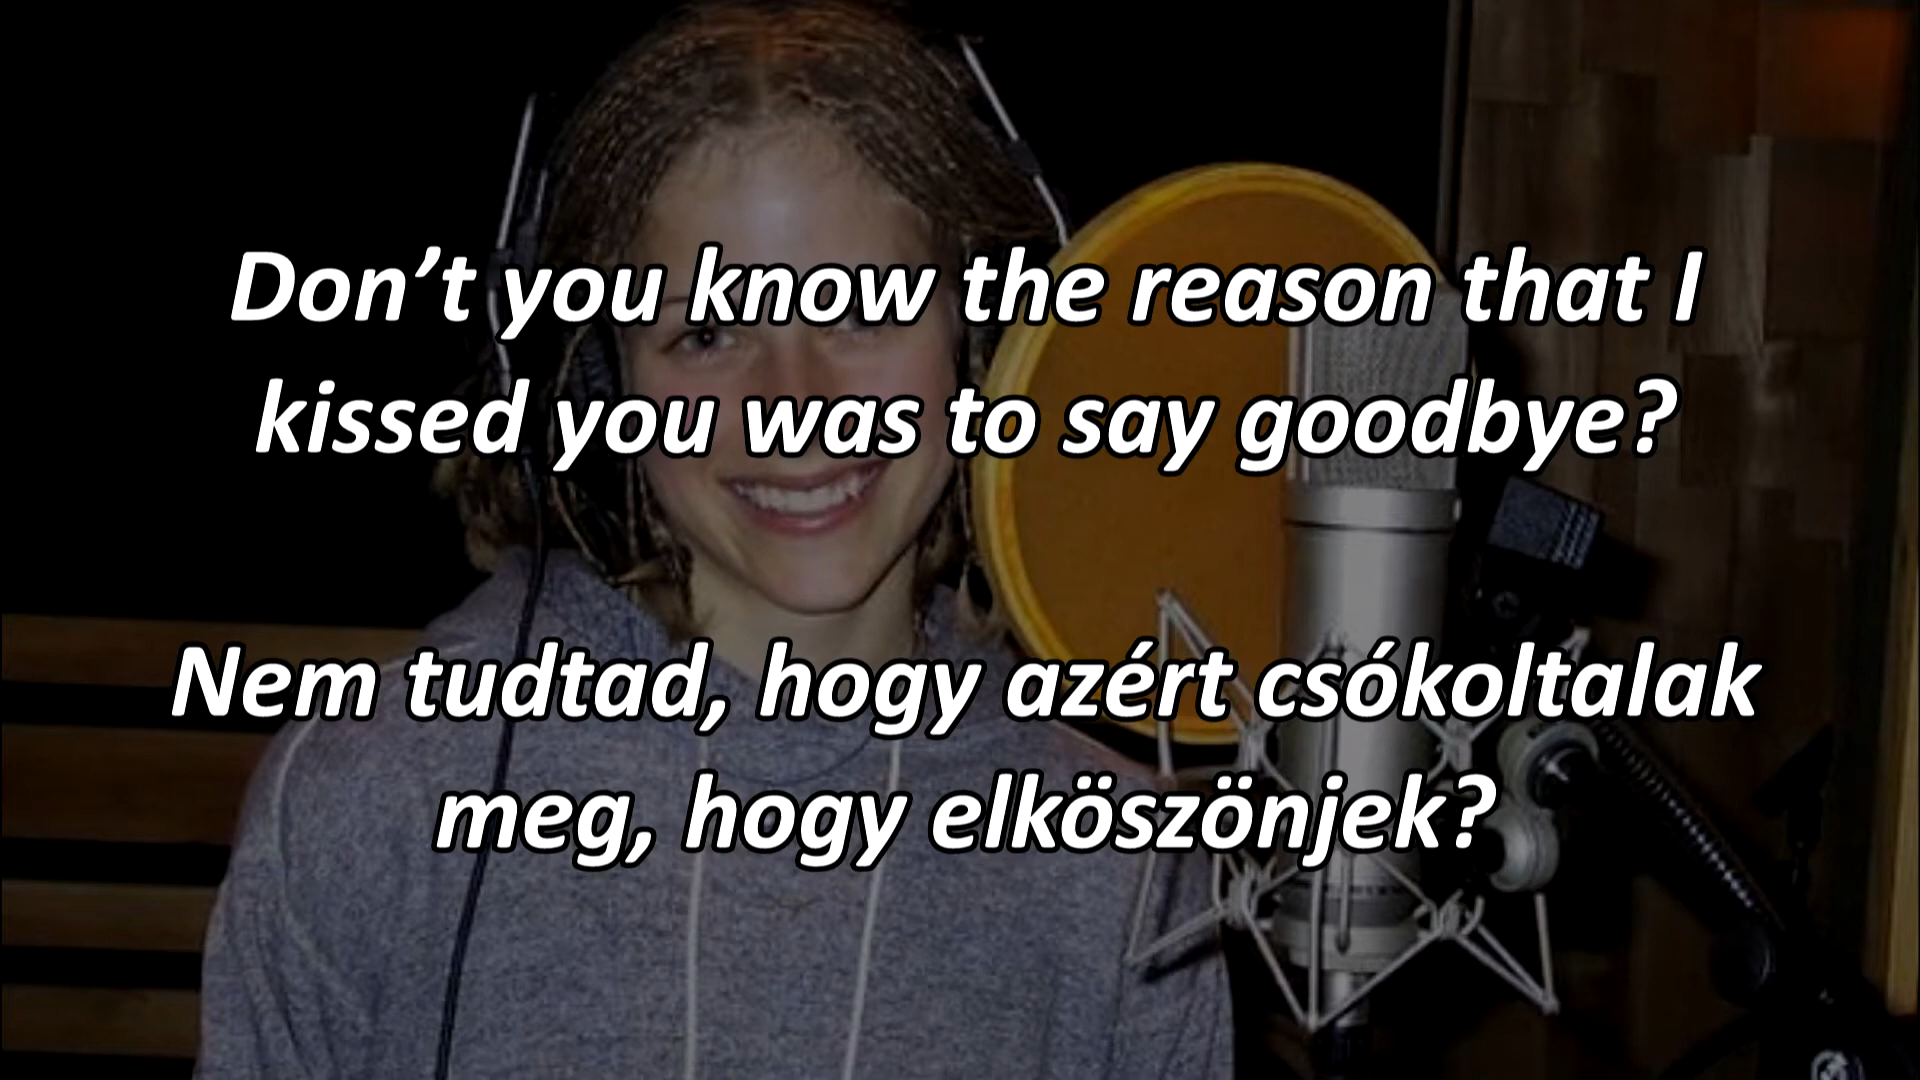 Don’t you know the reason that I
kissed you was to say goodbye?
Nem tudtad, hogy azért csókoltalak
meg, hogy elköszönjek?